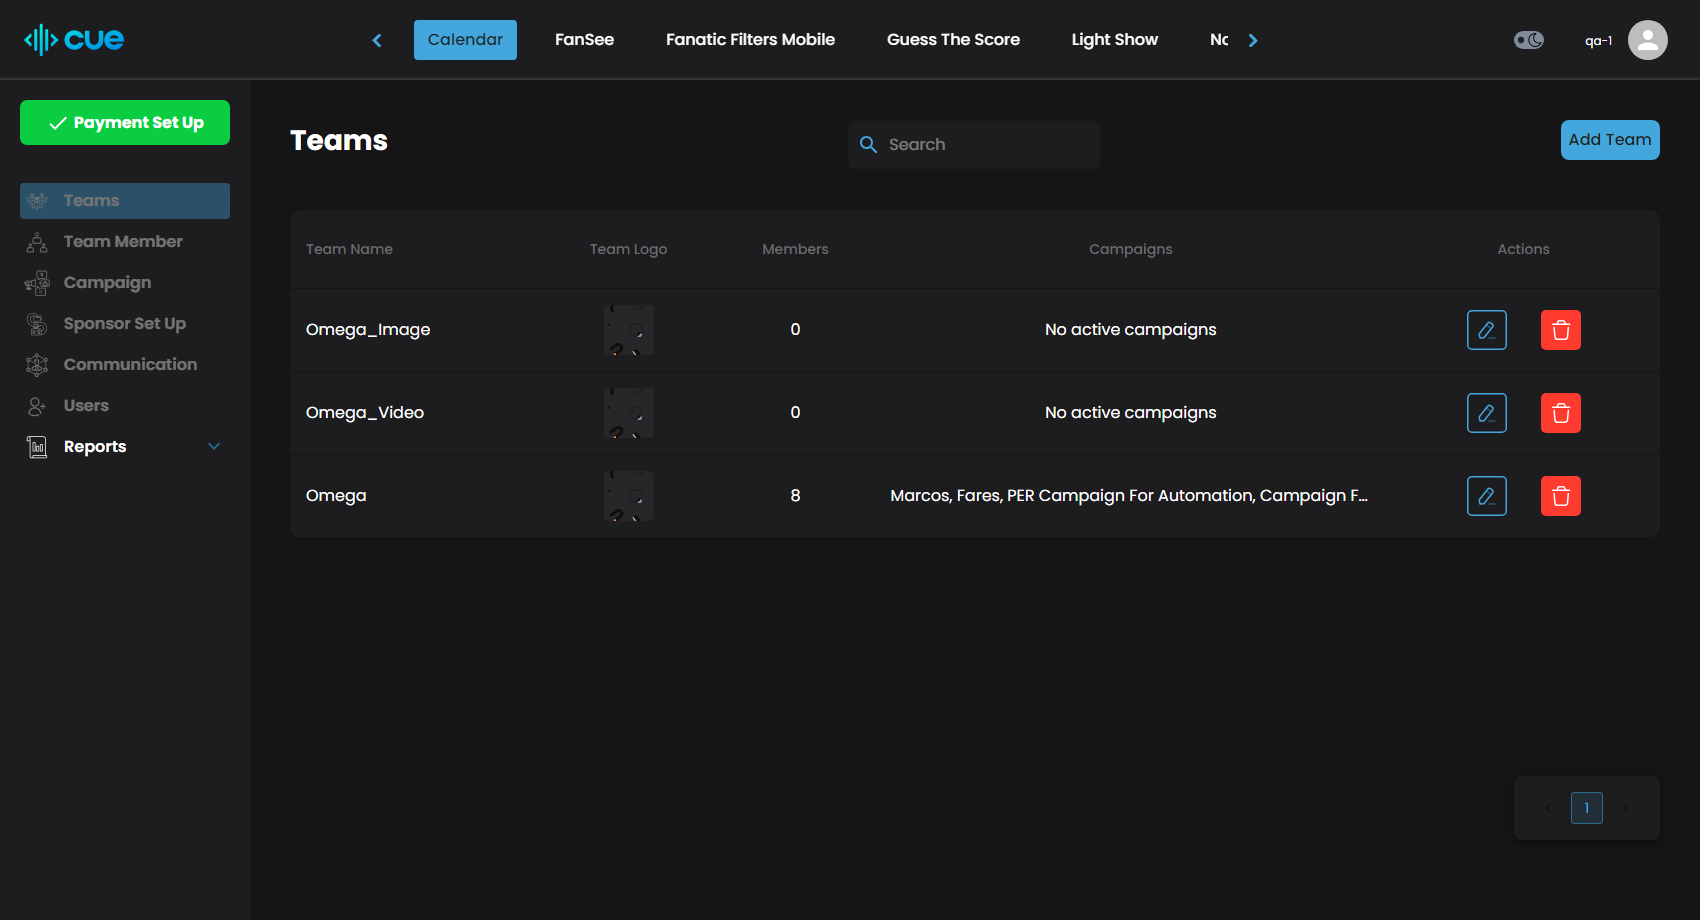 cue
Calendar
FanSee
Fanatic Filters Mobile
Guess The Score
Light Show
qa-1
Payment Set Up
Teams
Team Member
Campaign
Sponsor Set Up
Communication
Users
Reports
Teams
Search
Add Team
Team Name Team Logo Members Campaigns Actions
Omega_Image 0 No active campaigns
Omega_Video 0 No active campaigns
Omega 8 Marcos, Fares, PER Campaign For Automation, Campaign F...
1